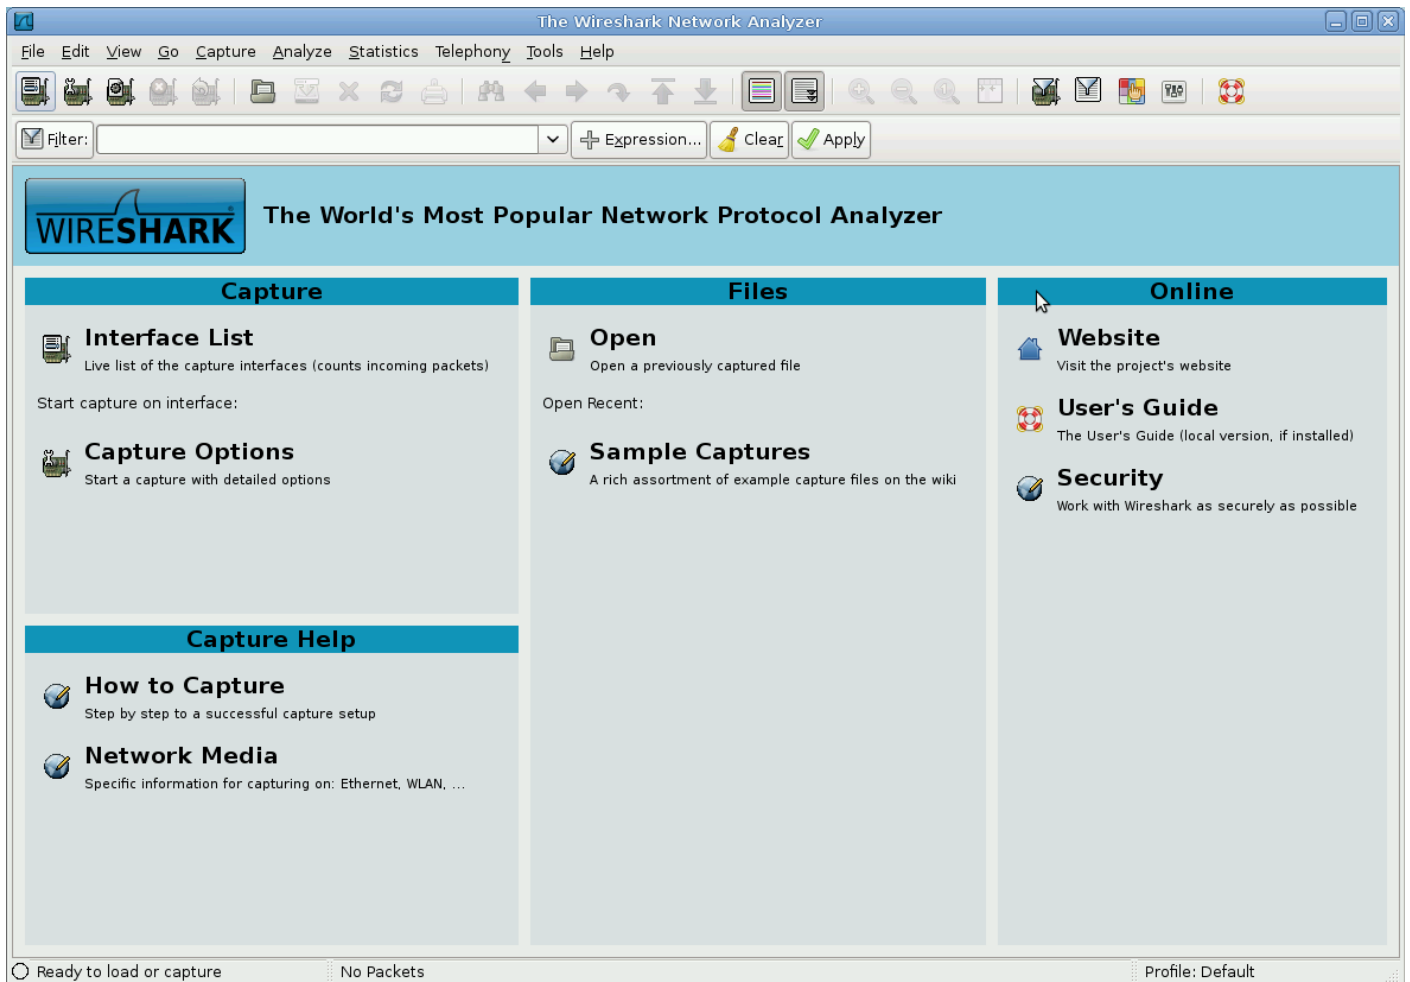 The Wireshark Network Analyzer
File Edit View Go Capture Analyze Statistics Telephony Tools Help
Filter: Expression... Clear Apply
WIRESHARK The World's Most Popular Network Protocol Analyzer
Capture
Interface List
Live list of the capture interfaces (counts incoming packets)
Start capture on interface:
Capture Options
Start a capture with detailed options
Capture Help
How to Capture
Step by step to a successful capture setup
Network Media
Specific information for capturing on: Ethernet, WLAN, ...
Files
Open
Open a previously captured file
Open Recent:
Sample Captures
A rich assortment of example capture files on the wiki
Online
Website
Visit the project's website
User's Guide
The User's Guide (local version, if installed)
Security
Work with Wireshark as securely as possible
Ready to load or capture No Packets Profile: Default